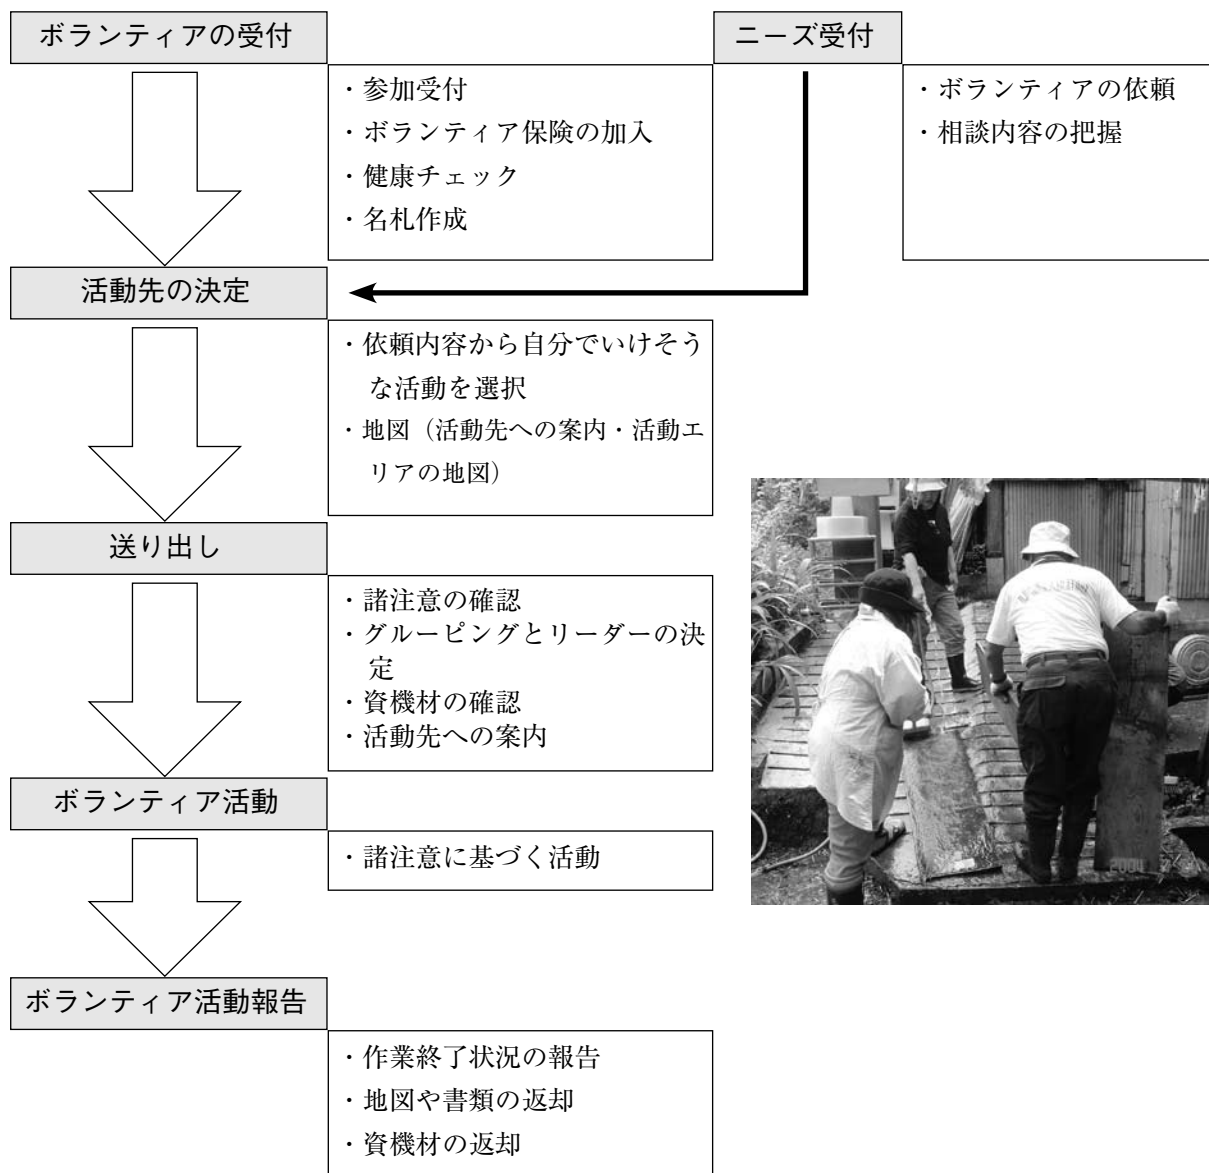 ボランティアの受付
・参加受付
・ボランティア保険の加入
・健康チェック
・名札作成
ニーズ受付
・ボランティアの依頼
・相談内容の把握
活動先の決定
・依頼内容から自分でいけそう
な活動を選択
・地図（活動先への案内・活動エ
リアの地図）
送り出し
・諸注意の確認
・グルーピングとリーダーの決
定
・資機材の確認
・活動先への案内
ボランティア活動
・諸注意に基づく活動
ボランティア活動報告
・作業終了状況の報告
・地図や書類の返却
・資機材の返却